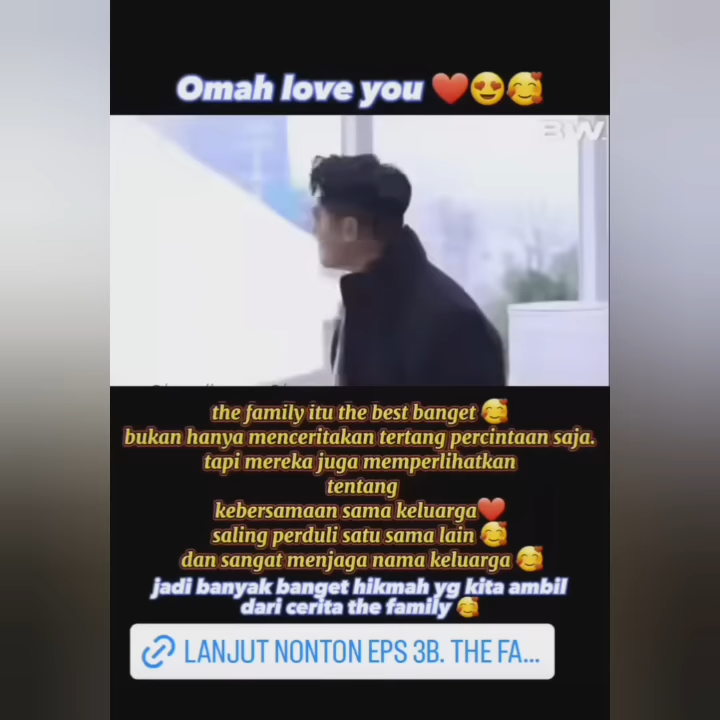 Omah love you ❤️😍🥰
BW.
the family itu the best banget 🥰
bukan hanya menceritakan tertang percintaan saja.
tapi mereka juga memperlihatkan
tentang
kebersamaan sama keluarga❤️
saling perduli satu sama lain 🥰
dan sangat menjaga nama keluarga 🥰
jadi banyak banget hikmah yg kita ambil
dari cerita the family 🥰
LANJUT NONTON EPS 3B. THE FA...